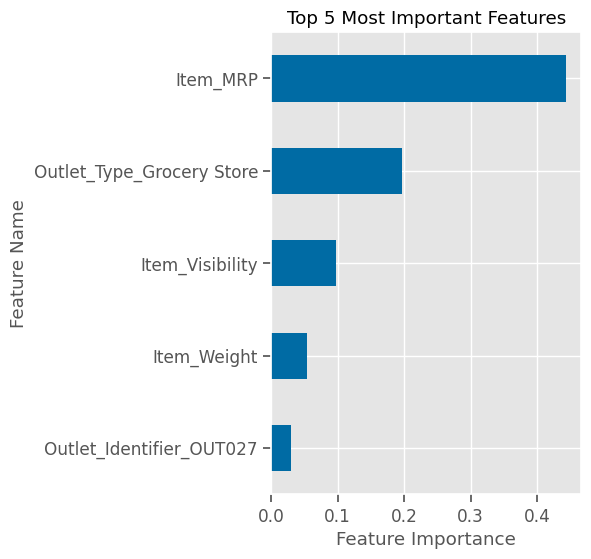 Top 5 Most Important Features
Feature Name
Item_MRP
Outlet_Type_Grocery Store
Item_Visibility
Item_Weight
Outlet_Identifier_OUT027
0.0 0.1 0.2 0.3 0.4
Feature Importance